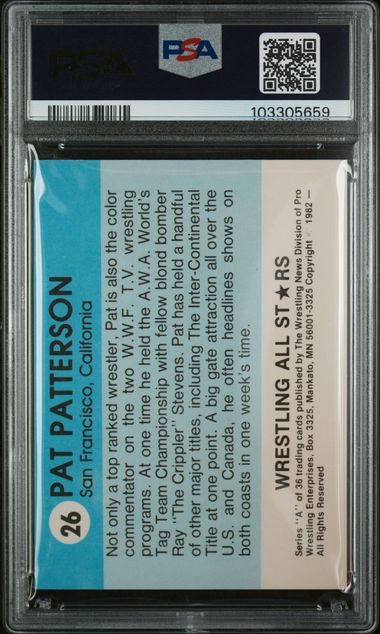 PSA
PSA
103305659
26 PAT PATTERSON
San Francisco, California
Not only a top ranked wrestler, Pat is also the color
commentator on the two W.W.F. T.V. wrestling
programs. At one time he held the A.W.A. World's
Tag Team Championship with fellow blond bomber
Ray "The Crippler" Stevens. Pat has held a handful
of other major titles, including The Inter-Continental
Title at one point. A big gate attraction all over the
U.S. and Canada, he often headlines shows on
both coasts in one week's time.
WRESTLING ALL ST★RS
Series "A" of 36 trading cards published by The Wrestling News Division of Pro
Wrestling Enterprises, Box 3325, Mankato, MN 56001-3325 Copyright © 1982 —
All Rights Reserved